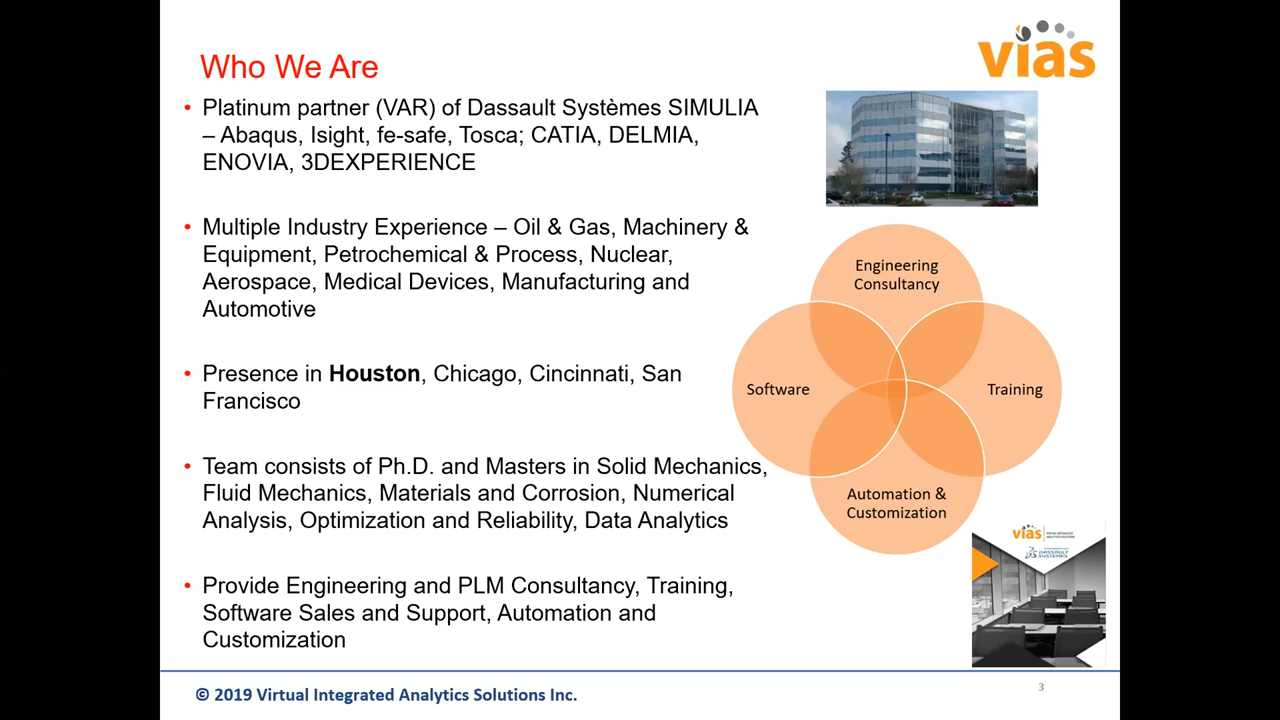 vias
Who We Are
• Platinum partner (VAR) of Dassault Systèmes SIMULIA
– Abaqus, Isight, fe-safe, Tosca; CATIA, DELMIA,
ENOVIA, 3DEXPERIENCE
• Multiple Industry Experience – Oil & Gas, Machinery &
Equipment, Petrochemical & Process, Nuclear,
Aerospace, Medical Devices, Manufacturing and
Automotive
• Presence in Houston, Chicago, Cincinnati, San
Francisco
• Team consists of Ph.D. and Masters in Solid Mechanics,
Fluid Mechanics, Materials and Corrosion, Numerical
Analysis, Optimization and Reliability, Data Analytics
• Provide Engineering and PLM Consultancy, Training,
Software Sales and Support, Automation and
Customization
Engineering
Consultancy
Software
Training
Automation &
Customization
vias
DASSAULT
SYSTEMES
© 2019 Virtual Integrated Analytics Solutions Inc.
3